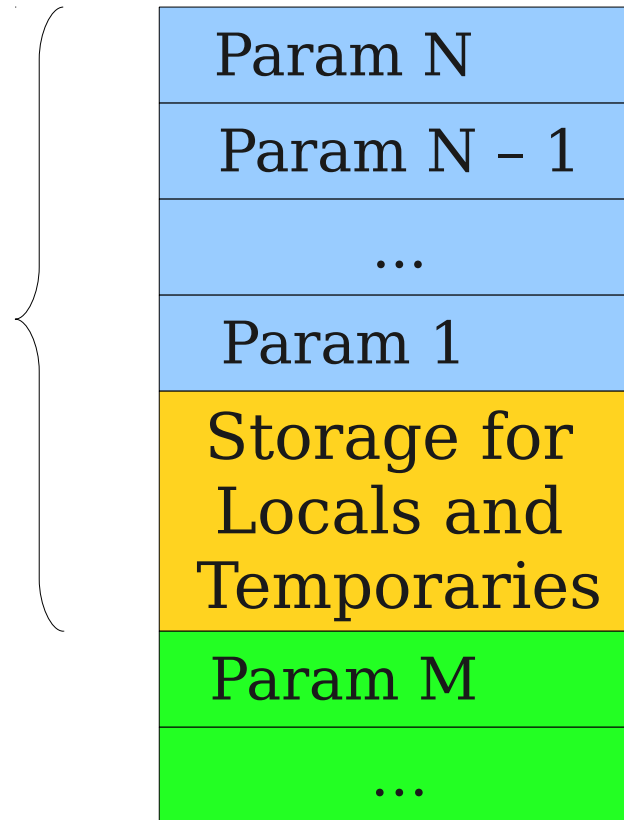 Param N
Param N – 1
...
Param 1
Storage for
Locals and
Temporaries
Param M
...